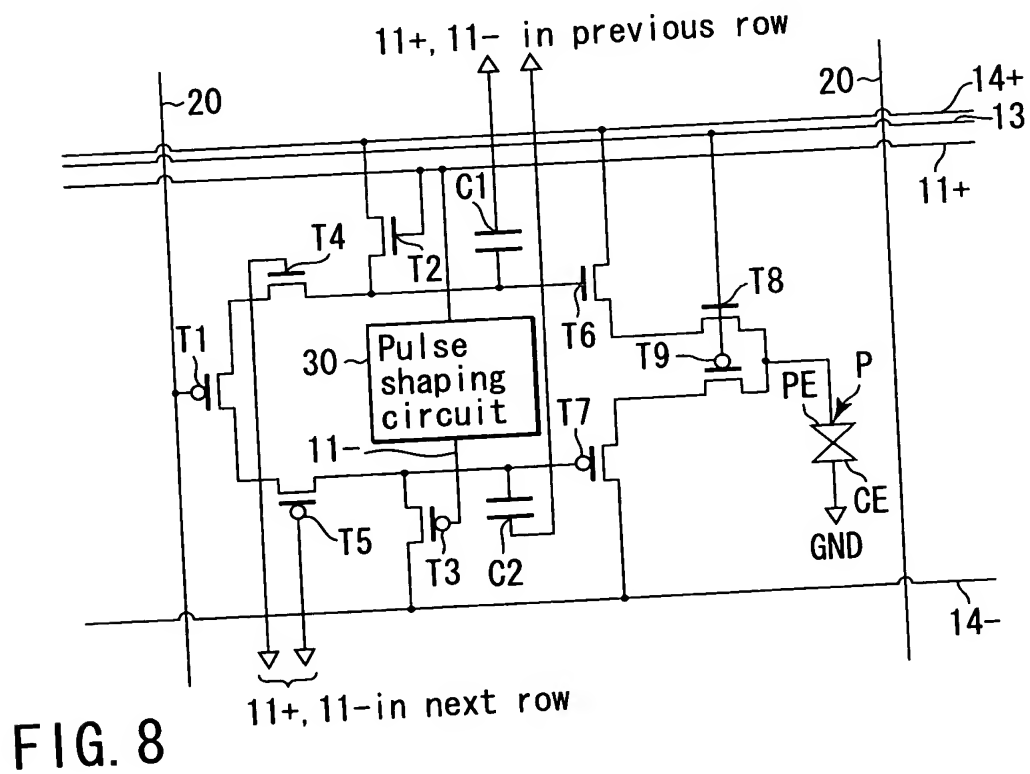 11+, 11- in previous row
20
20
14+
13
11+
C1
T4
T2
T8
T6
T1
30
Pulse
shaping
circuit
T9
P
PE
T7
11-
CE
T5
T3
C2
GND
14-
11+, 11-in next row
FIG. 8